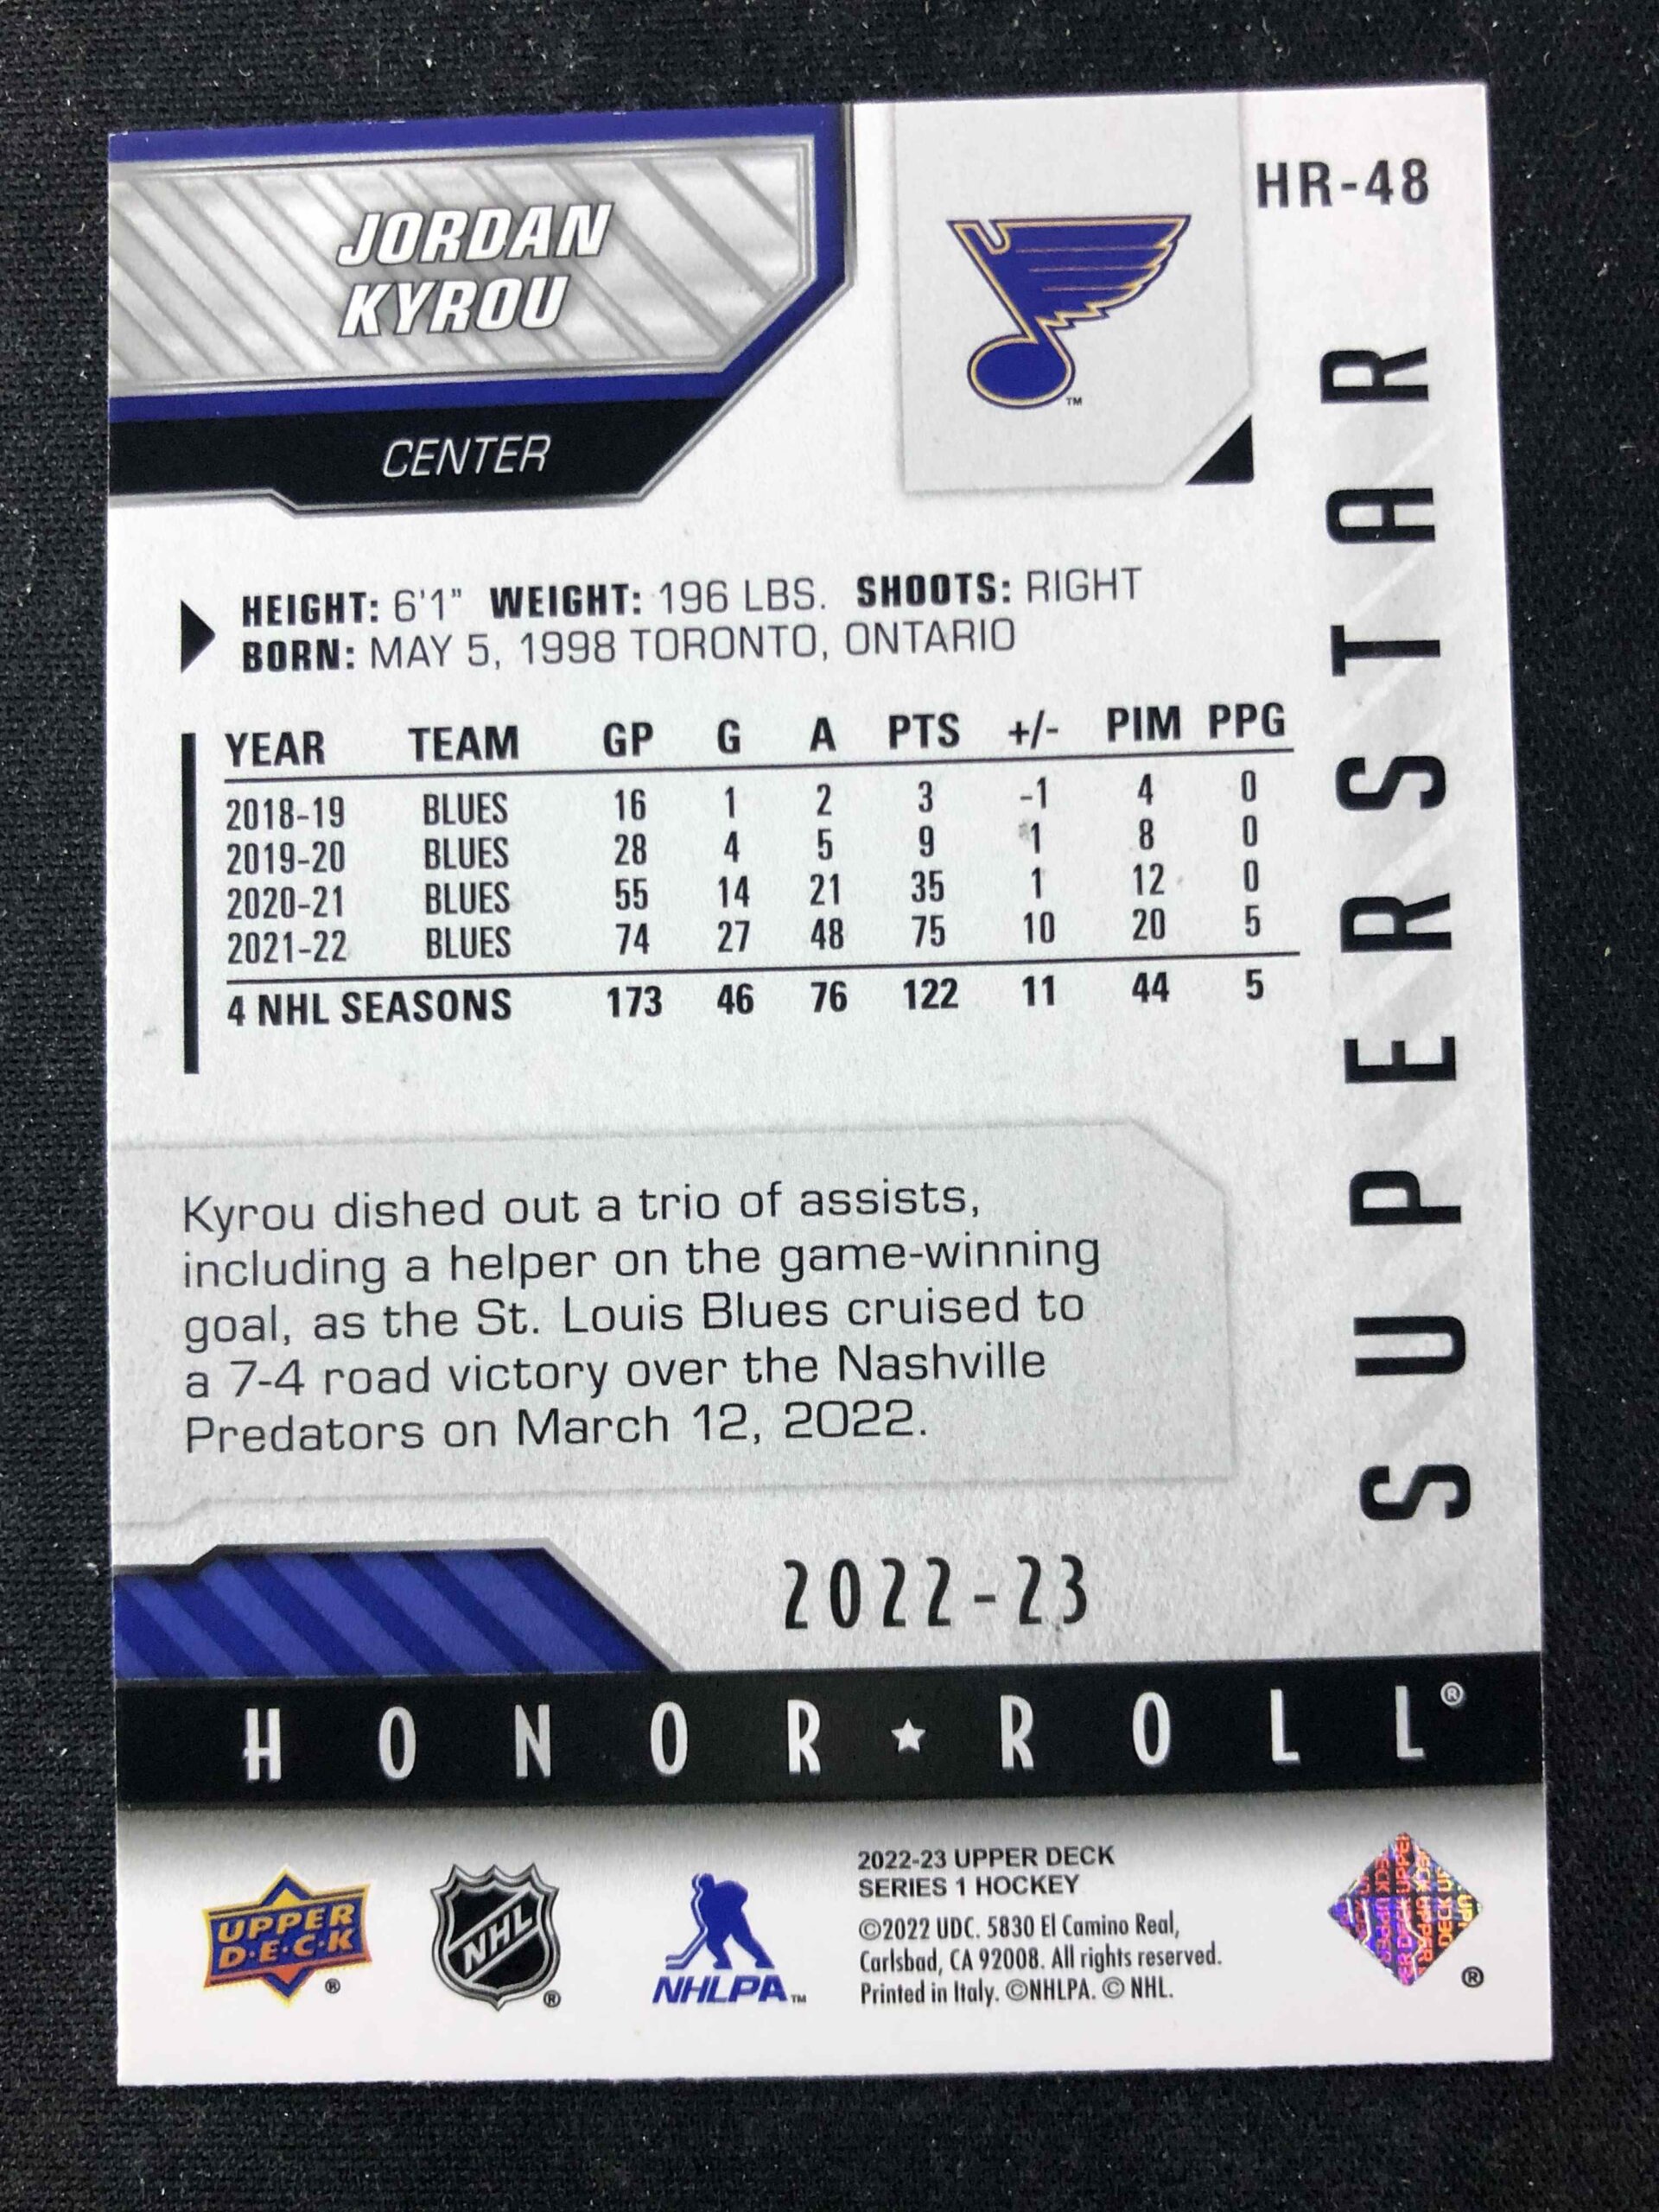 JORDAN
KYROU
CENTER
HR-48
TM
HEIGHT: 6'1" WEIGHT: 196 LBS. SHOOTS: RIGHT
BORN: MAY 5, 1998 TORONTO, ONTARIO
YEAR TEAM GP G A PTS +/- PIM PPG
2018-19 BLUES 16 1 2 3 -1 4 0
2019-20 BLUES 28 4 5 9 1 8 0
2020-21 BLUES 55 14 21 35 1 12 0
2021-22 BLUES 74 27 48 75 10 20 5
4 NHL SEASONS 173 46 76 122 11 44 5
SUPERSTAR
Kyrou dished out a trio of assists,
including a helper on the game-winning
goal, as the St. Louis Blues cruised to
a 7-4 road victory over the Nashville
Predators on March 12, 2022.
2022-23
HONOR ★ ROLL®
UPPER
D·E·C·K
®
NHL
®
NHLPA™
2022-23 UPPER DECK
SERIES 1 HOCKEY
©2022 UDC. 5830 El Camino Real,
Carlsbad, CA 92008. All rights reserved.
Printed in Italy. ©NHLPA. © NHL.
®